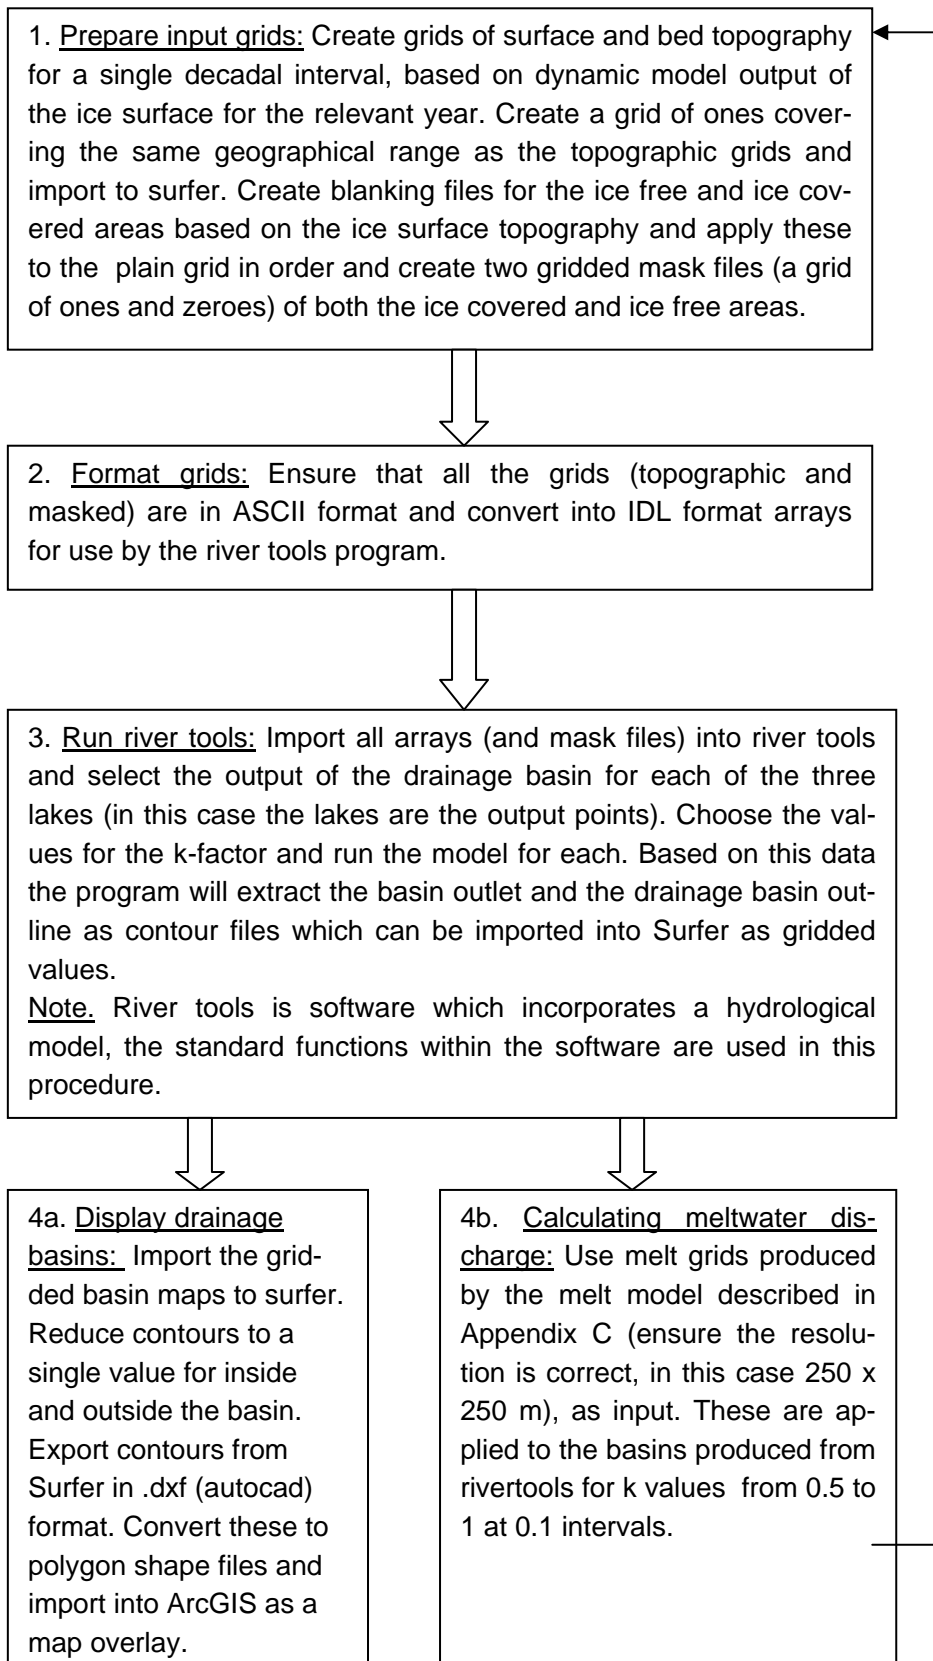 1. Prepare input grids: Create grids of surface and bed topography
for a single decadal interval, based on dynamic model output of
the ice surface for the relevant year. Create a grid of ones cover-
ing the same geographical range as the topographic grids and
import to surfer. Create blanking files for the ice free and ice cov-
ered areas based on the ice surface topography and apply these
to the plain grid in order and create two gridded mask files (a grid
of ones and zeroes) of both the ice covered and ice free areas.
2. Format grids: Ensure that all the grids (topographic and
masked) are in ASCII format and convert into IDL format arrays
for use by the river tools program.
3. Run river tools: Import all arrays (and mask files) into river tools
and select the output of the drainage basin for each of the three
lakes (in this case the lakes are the output points). Choose the val-
ues for the k-factor and run the model for each. Based on this data
the program will extract the basin outlet and the drainage basin out-
line as contour files which can be imported into Surfer as gridded
values.
Note. River tools is software which incorporates a hydrological
model, the standard functions within the software are used in this
procedure.
4a. Display drainage
basins: Import the grid-
ded basin maps to surfer.
Reduce contours to a
single value for inside
and outside the basin.
Export contours from
Surfer in .dxf (autocad)
format. Convert these to
polygon shape files and
import into ArcGIS as a
map overlay.
4b. Calculating meltwater dis-
charge: Use melt grids produced
by the melt model described in
Appendix C (ensure the resolu-
tion is correct, in this case 250 x
250 m), as input. These are ap-
plied to the basins produced from
rivertools for k values from 0.5 to
1 at 0.1 intervals.